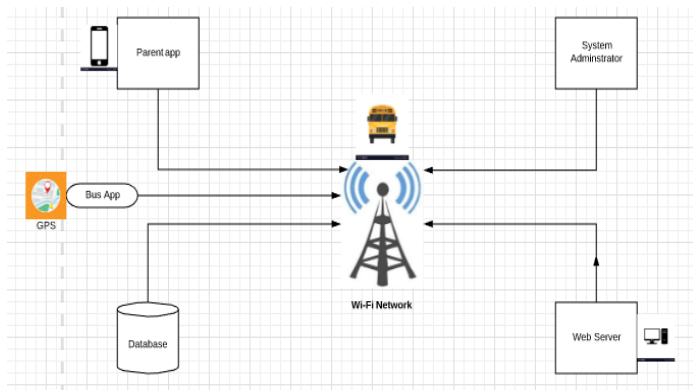 Parent app
System
Adminstrator
Bus App
GPS
Wi-Fi Network
Database
Web Server